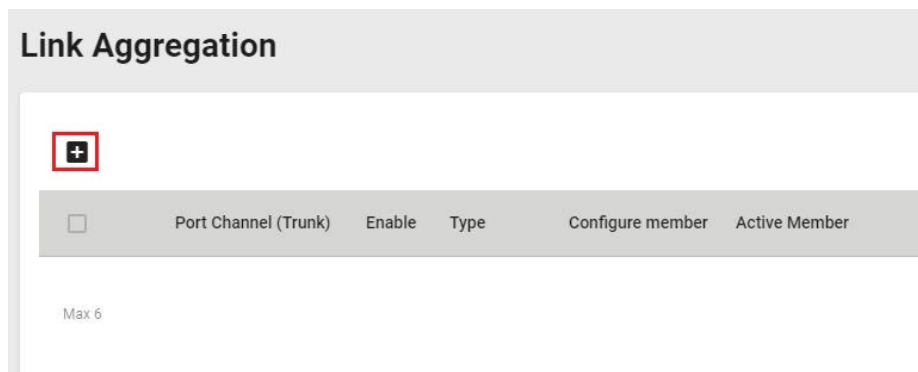 Link Aggregation
Port Channel (Trunk) Enable Type Configure member Active Member
Max 6